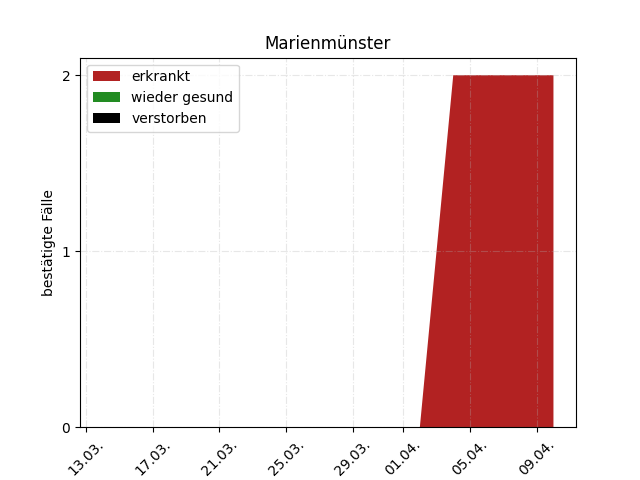 Marienmünster
erkrankt
wieder gesund
verstorben
bestätigte Fälle
2
1
0
13.03.
17.03.
21.03.
25.03.
29.03.
01.04.
05.04.
09.04.